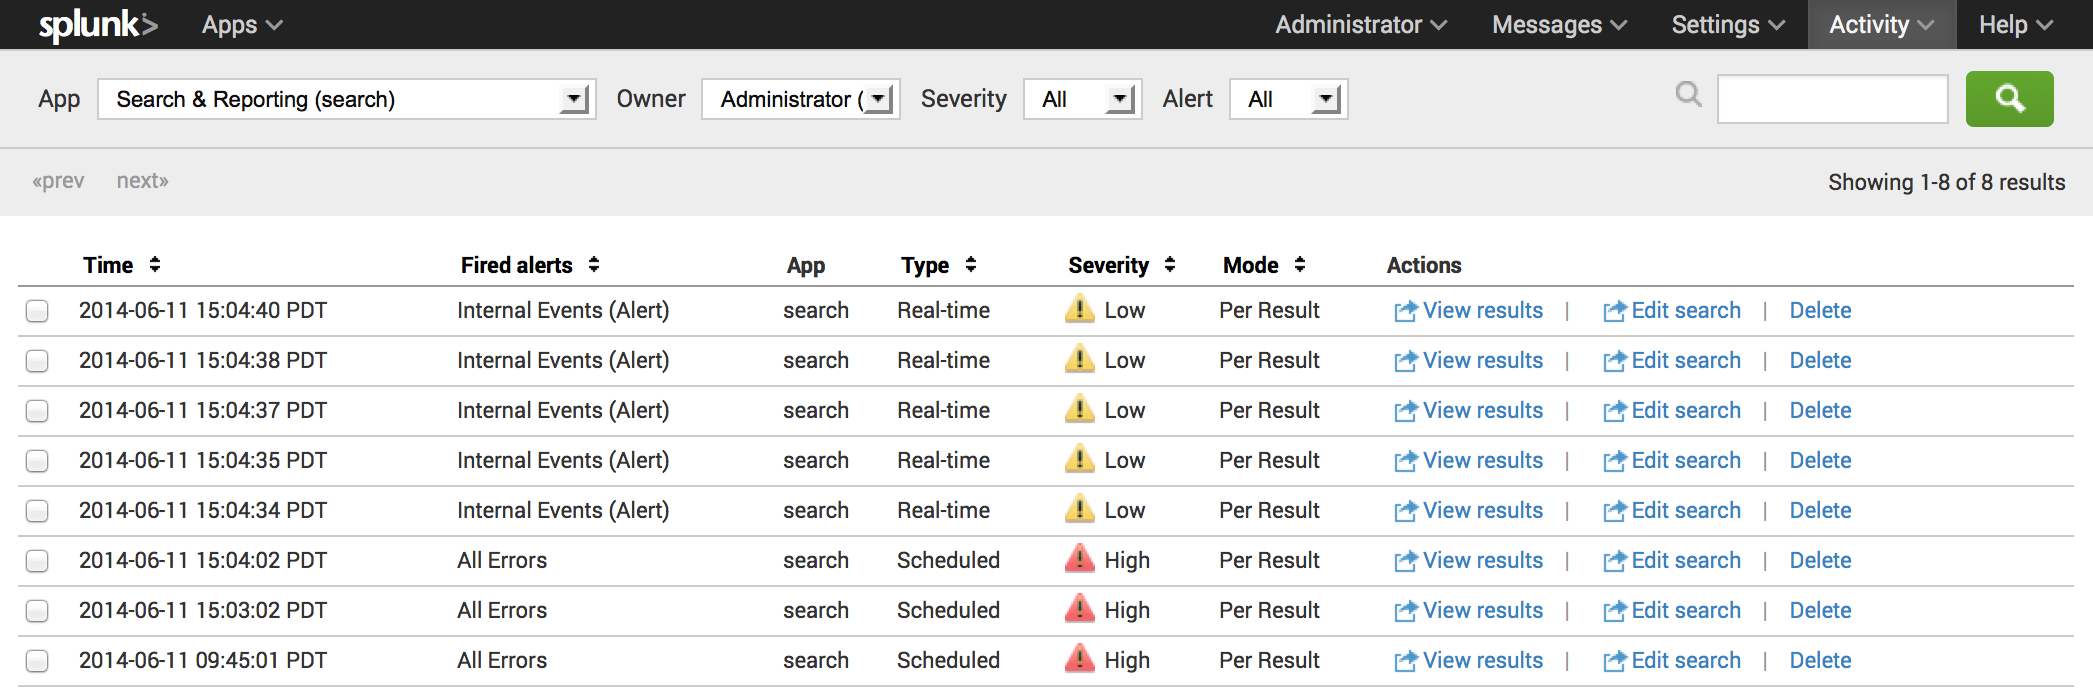 splunk> Apps Administrator Messages Settings Activity Help
App Search & Reporting (search) Owner Administrator ( Severity All Alert All
«prev next» Showing 1-8 of 8 results
Time Fired alerts App Type Severity Mode Actions
2014-06-11 15:04:40 PDT Internal Events (Alert) search Real-time Low Per Result View results | Edit search | Delete
2014-06-11 15:04:38 PDT Internal Events (Alert) search Real-time Low Per Result View results | Edit search | Delete
2014-06-11 15:04:37 PDT Internal Events (Alert) search Real-time Low Per Result View results | Edit search | Delete
2014-06-11 15:04:35 PDT Internal Events (Alert) search Real-time Low Per Result View results | Edit search | Delete
2014-06-11 15:04:34 PDT Internal Events (Alert) search Real-time Low Per Result View results | Edit search | Delete
2014-06-11 15:04:02 PDT All Errors search Scheduled High Per Result View results | Edit search | Delete
2014-06-11 15:03:02 PDT All Errors search Scheduled High Per Result View results | Edit search | Delete
2014-06-11 09:45:01 PDT All Errors search Scheduled High Per Result View results | Edit search | Delete